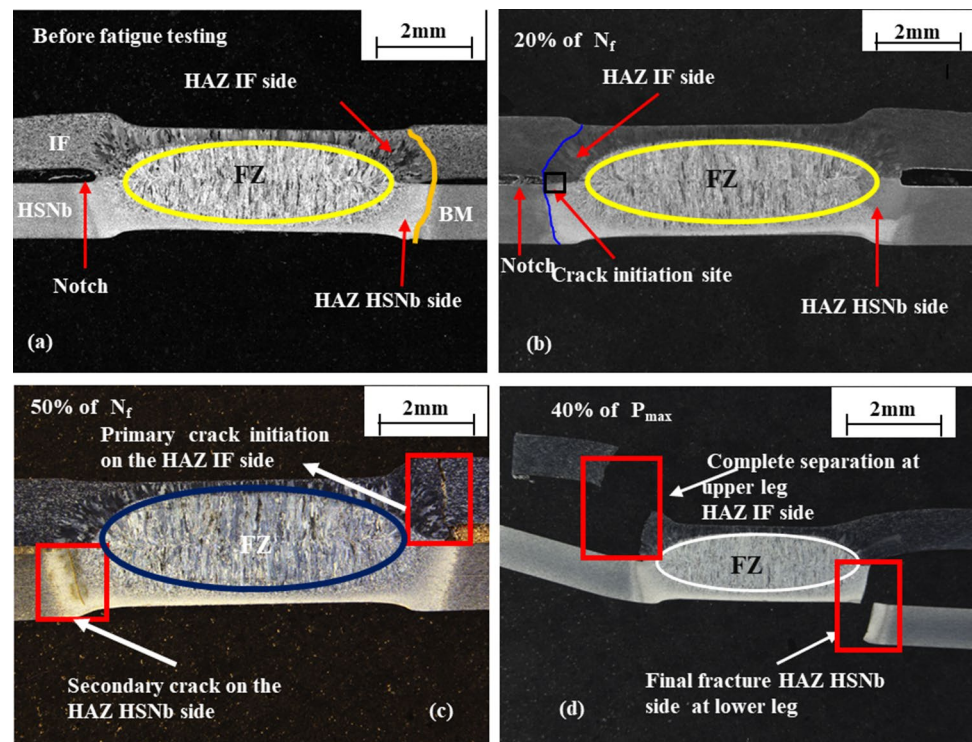 Before fatigue testing
2mm
HAZ IF side
IF
FZ
HSNb
BM
Notch
HAZ HSNb side
(a)
20% of Nf
2mm
HAZ IF side
FZ
Notch
Crack initiation site
HAZ HSNb side
(b)
50% of Nf
2mm
Primary crack initiation
on the HAZ IF side
FZ
Secondary crack on the
HAZ HSNb side
(c)
40% of Pmax
2mm
Complete separation at
upper leg
HAZ IF side
FZ
Final fracture HAZ HSNb
side at lower leg
(d)